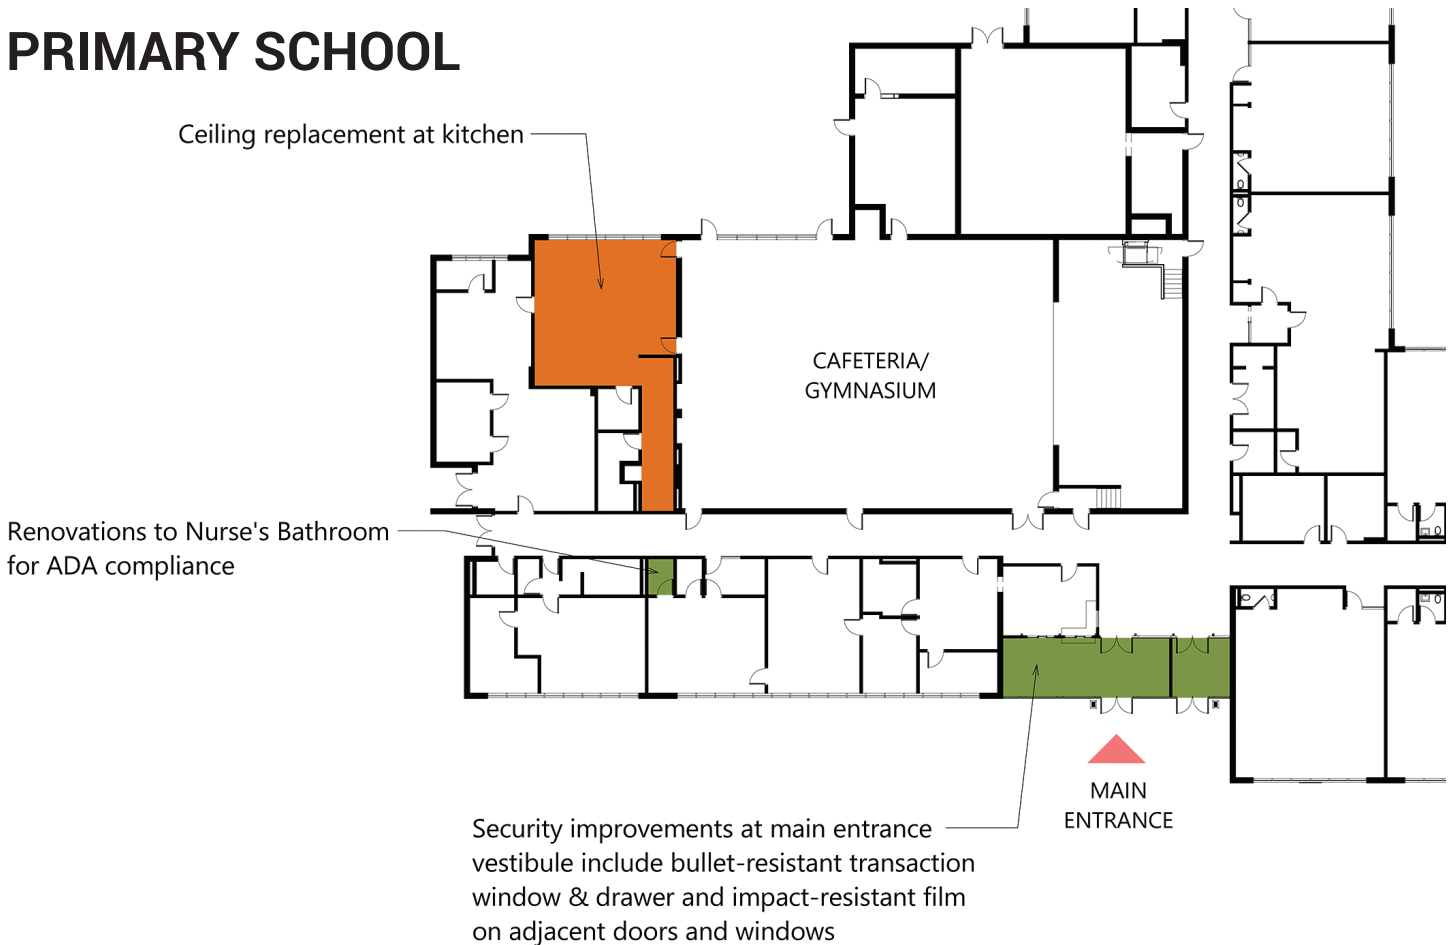 PRIMARY SCHOOL
Ceiling replacement at kitchen
CAFETERIA/
GYMNASIUM
Renovations to Nurse's Bathroom
for ADA compliance
MAIN
ENTRANCE
Security improvements at main entrance
vestibule include bullet-resistant transaction
window & drawer and impact-resistant film
on adjacent doors and windows